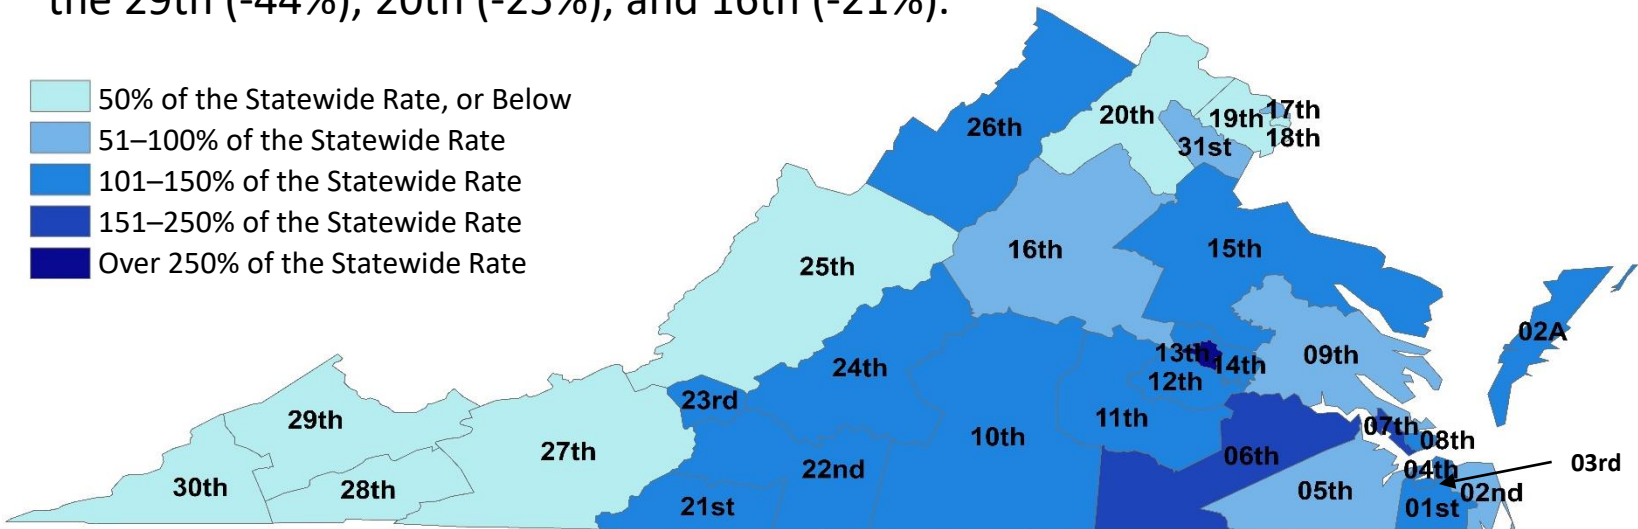 the 29th (-44%), 20th (-25%), and 16th (-21%).
50% of the Statewide Rate, or Below
51–100% of the Statewide Rate
101–150% of the Statewide Rate
151–250% of the Statewide Rate
Over 250% of the Statewide Rate
26th
20th
19th
17th
18th
31st
25th
16th
15th
02A
24th
13th
14th
09th
12th
23rd
11th
29th
27th
10th
07th
08th
22nd
06th
04th
03rd
30th
28th
05th
02nd
21st
01st